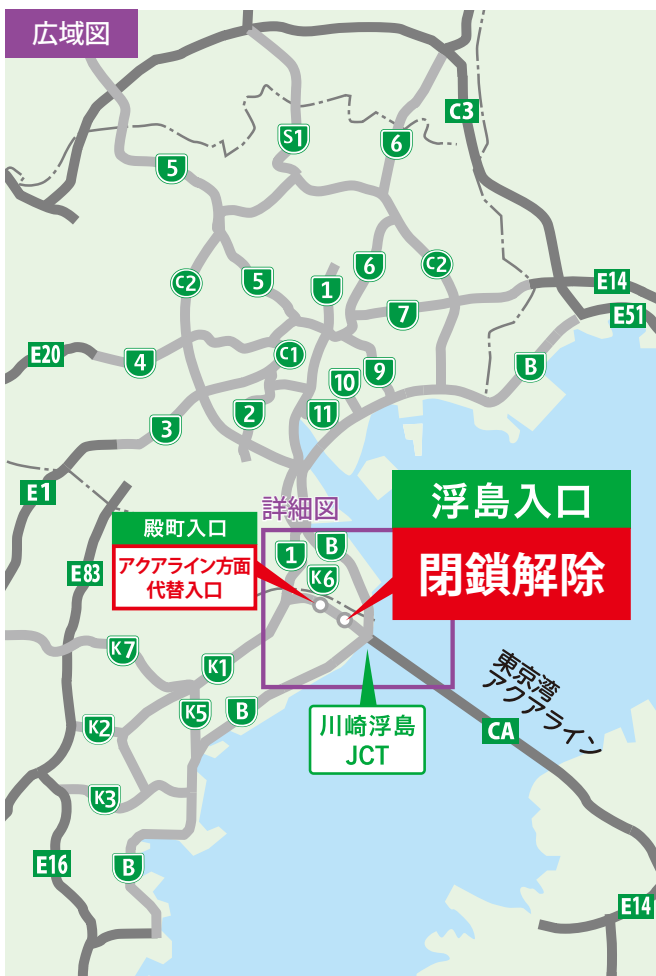 広域図
C3
S1
6
5
C2
5
6
C2
1
7
E14
E51
E20
4
C1
B
10
9
3
2
11
E1
詳細図
浮島入口
閉鎖解除
殿町入口
アクアライン方面
代替入口
1
B
K6
E83
K7
K1
K5
B
K2
東京湾
アクアライン
川崎浮島
JCT
CA
K3
E16
B
E14